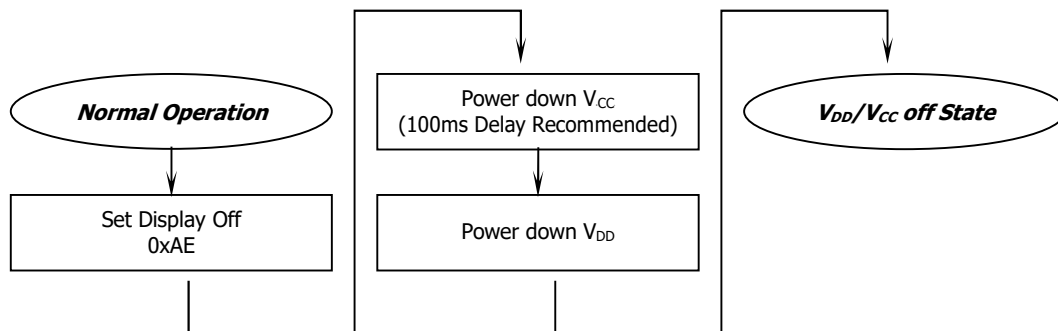 Normal Operation
Set Display Off
0xAE
Power down VCC
(100ms Delay Recommended)
Power down VDD
VDD/VCC off State